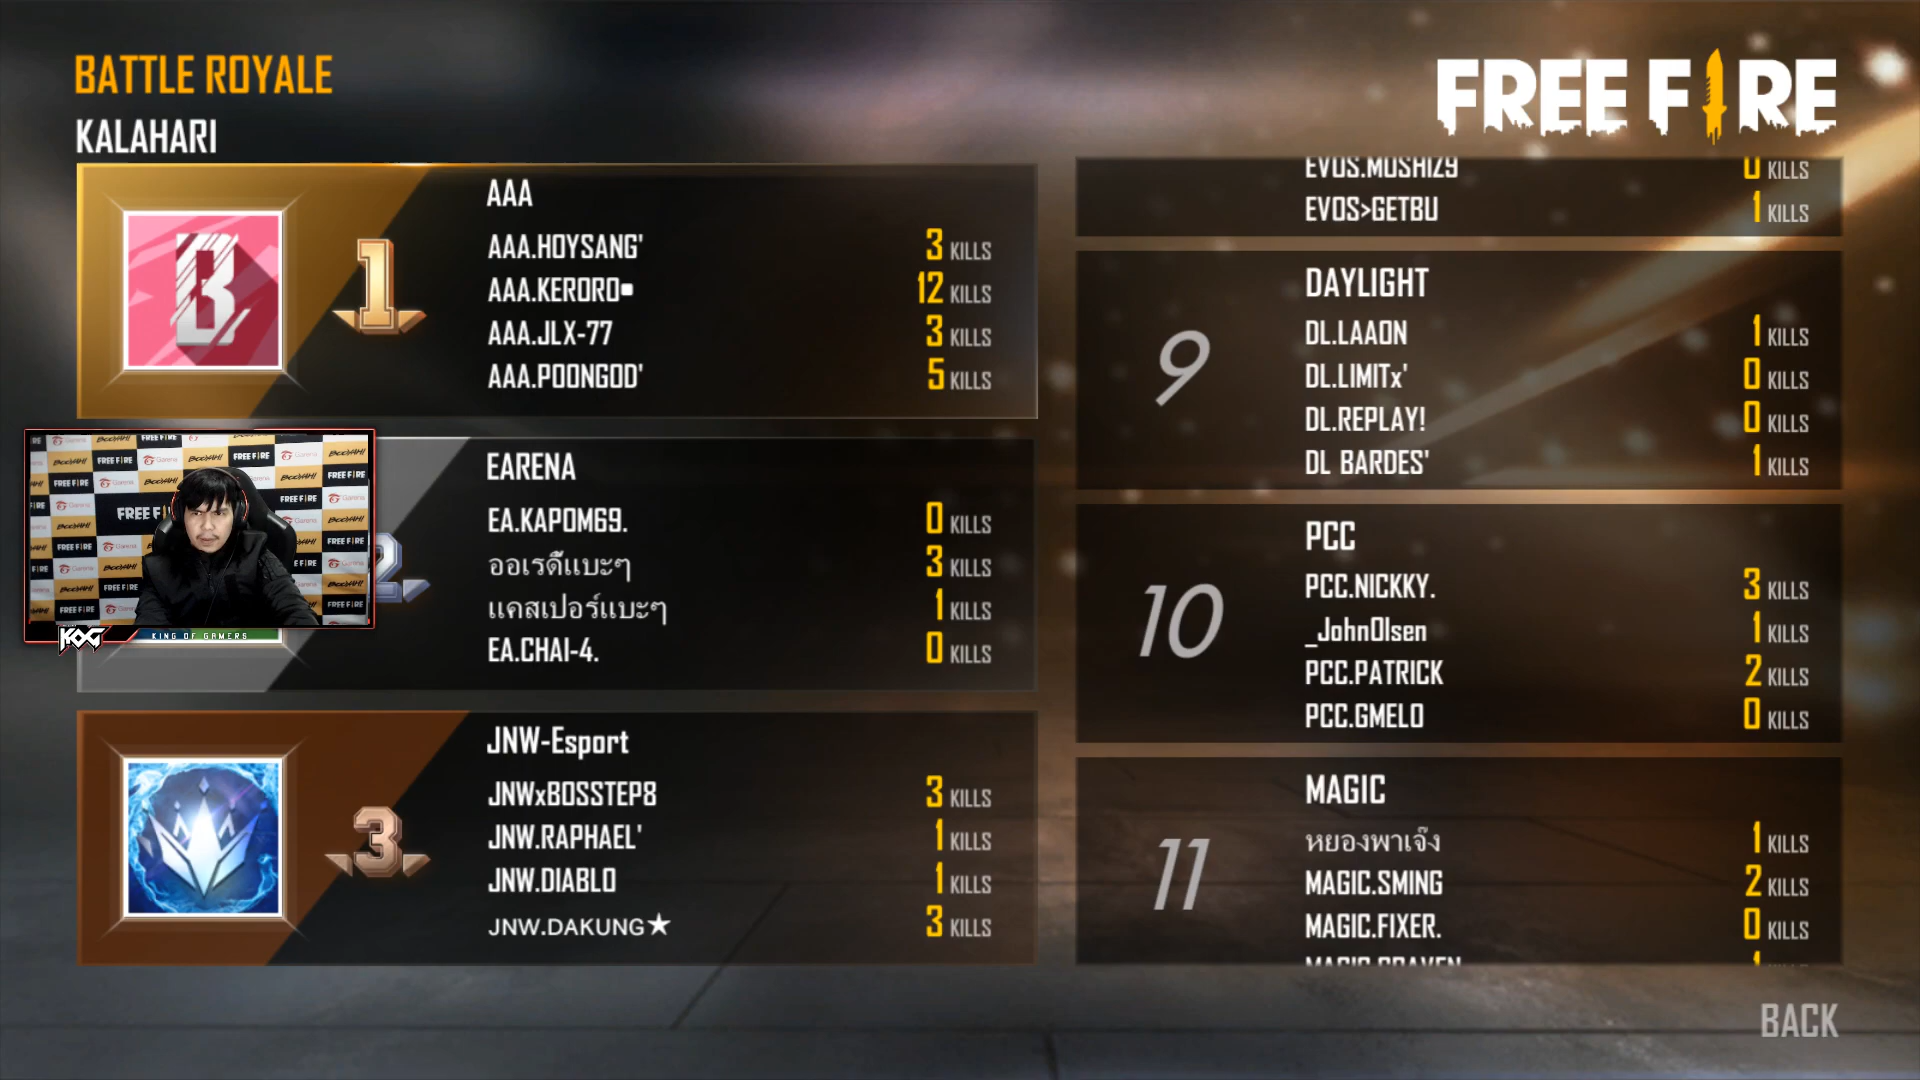 BATTLE ROYALE
KALAHARI
FREE FIRE
AAA
AAA.HOYSANG' 3 KILLS
AAA.KERORO 12 KILLS
AAA.JLX-77 3 KILLS
AAA.POONGOD' 5 KILLS
1
EARENA
EA.KAPOM69. 0 KILLS
ออเรดี้แบะๆ 3 KILLS
แคสเปอร์แบะๆ 1 KILLS
EA.CHAI-4. 0 KILLS
2
KOG
KING OF GAMERS
JNW-Esport
JNWxBOSSTEP8 3 KILLS
JNW.RAPHAEL' 1 KILLS
JNW.DIABLO 1 KILLS
JNW.DAKUNG★ 3 KILLS
3
EVOS.MOSHI29 0 KILLS
EVOS>GETBU 1 KILLS
9
DAYLIGHT
DL.LAAON 1 KILLS
DL.LIMITx' 0 KILLS
DL.REPLAY! 0 KILLS
DL BARDES' 1 KILLS
10
PCC
PCC.NICKKY. 3 KILLS
_JohnOlsen 1 KILLS
PCC.PATRICK 2 KILLS
PCC.GMELO 0 KILLS
11
MAGIC
หยองพาเจ๊ง 1 KILLS
MAGIC.SMING 2 KILLS
MAGIC.FIXER. 0 KILLS
BACK